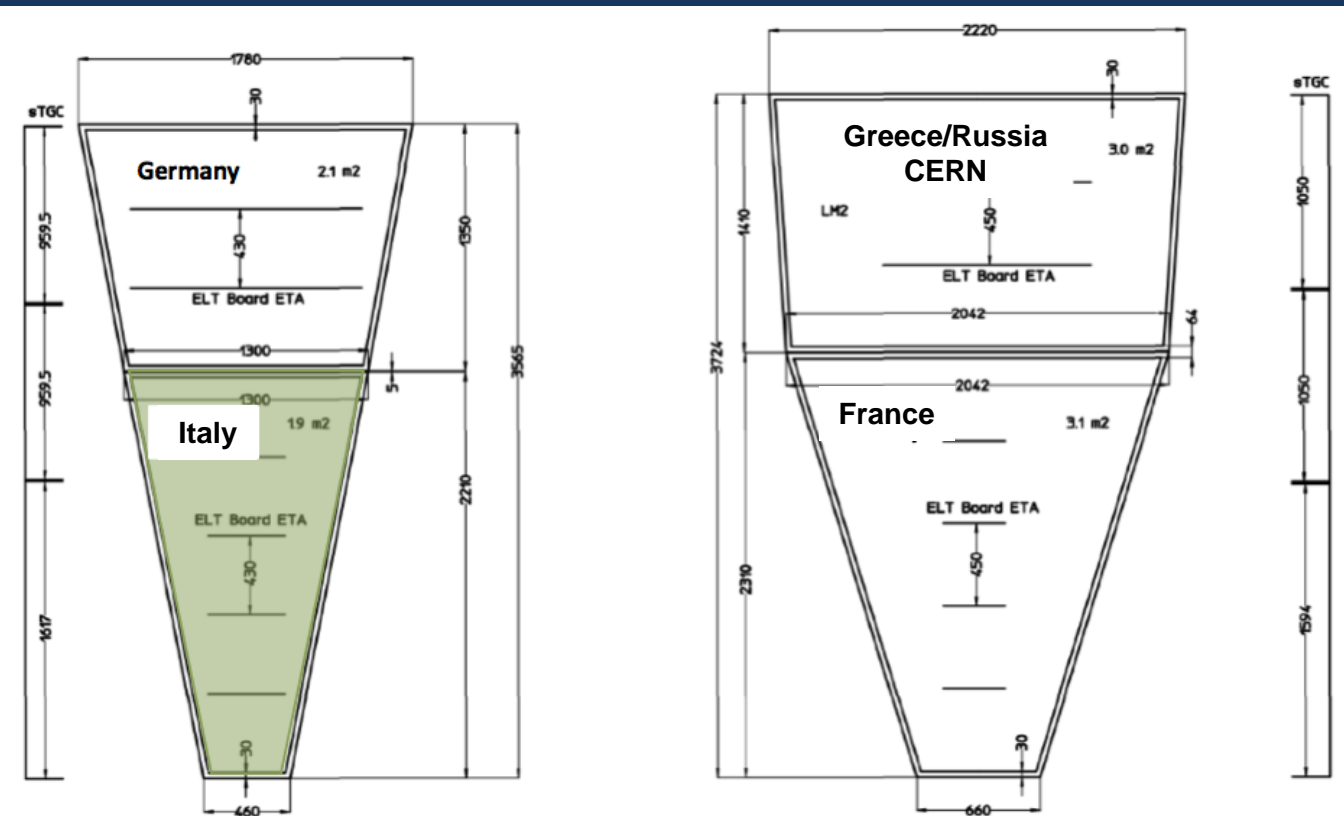 1780
30
sTGC
Germany
2.1 m2
959.5
430
1350
ELT Board ETA
1300
3565
5
1300
Italy
1.9 m2
959.5
2210
ELT Board ETA
430
1617
30
460
2220
30
sTGC
Greece/Russia
CERN
3.0 m2
LM2
450
1410
1050
ELT Board ETA
2042
64
3724
2042
France
3.1 m2
1050
ELT Board ETA
450
2310
1594
30
660